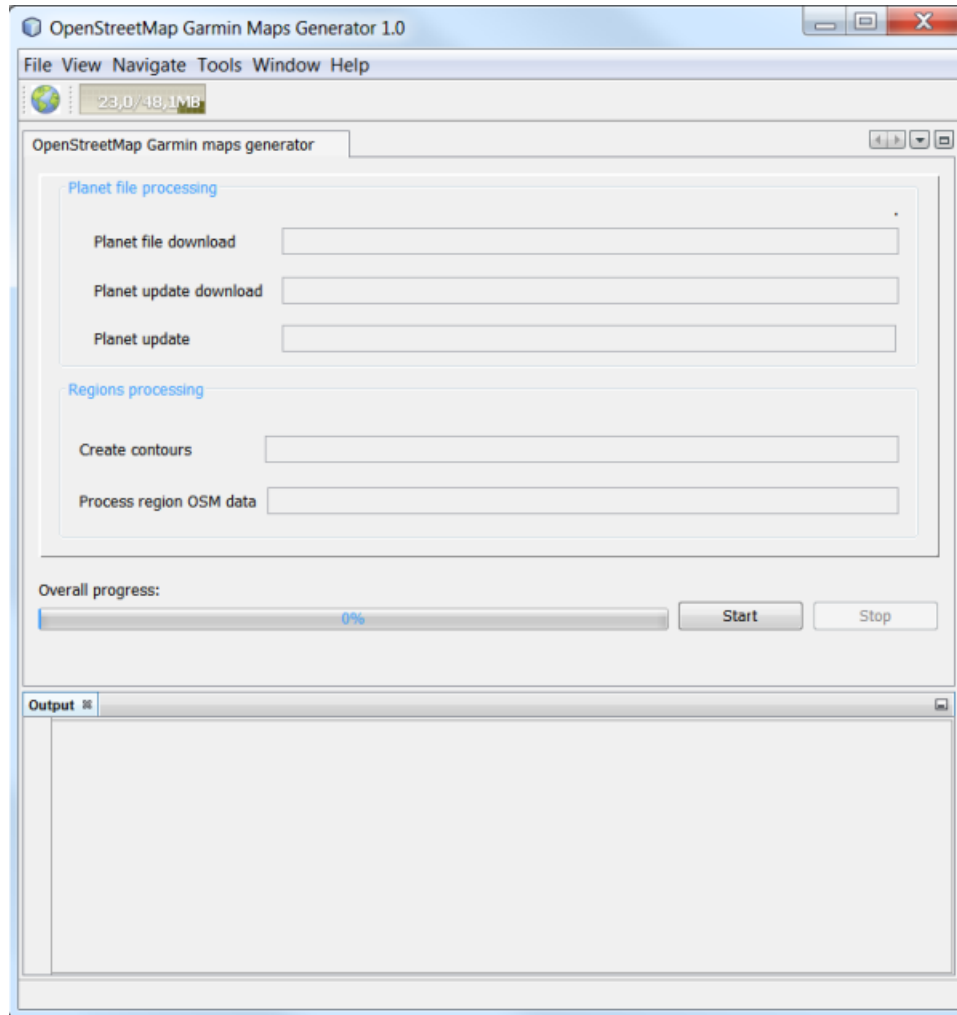 OpenStreetMap Garmin Maps Generator 1.0
File View Navigate Tools Window Help
23,0/48,1MB
OpenStreetMap Garmin maps generator
Planet file processing
.
Planet file download
Planet update download
Planet update
Regions processing
Create contours
Process region OSM data
Overall progress:
0%
Start
Stop
Output